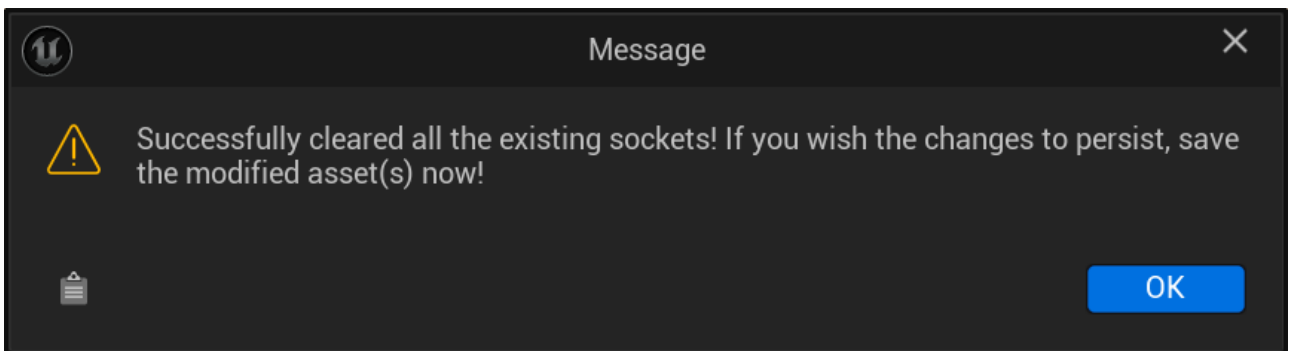 Message
Successfully cleared all the existing sockets! If you wish the changes to persist, save
the modified asset(s) now!
OK